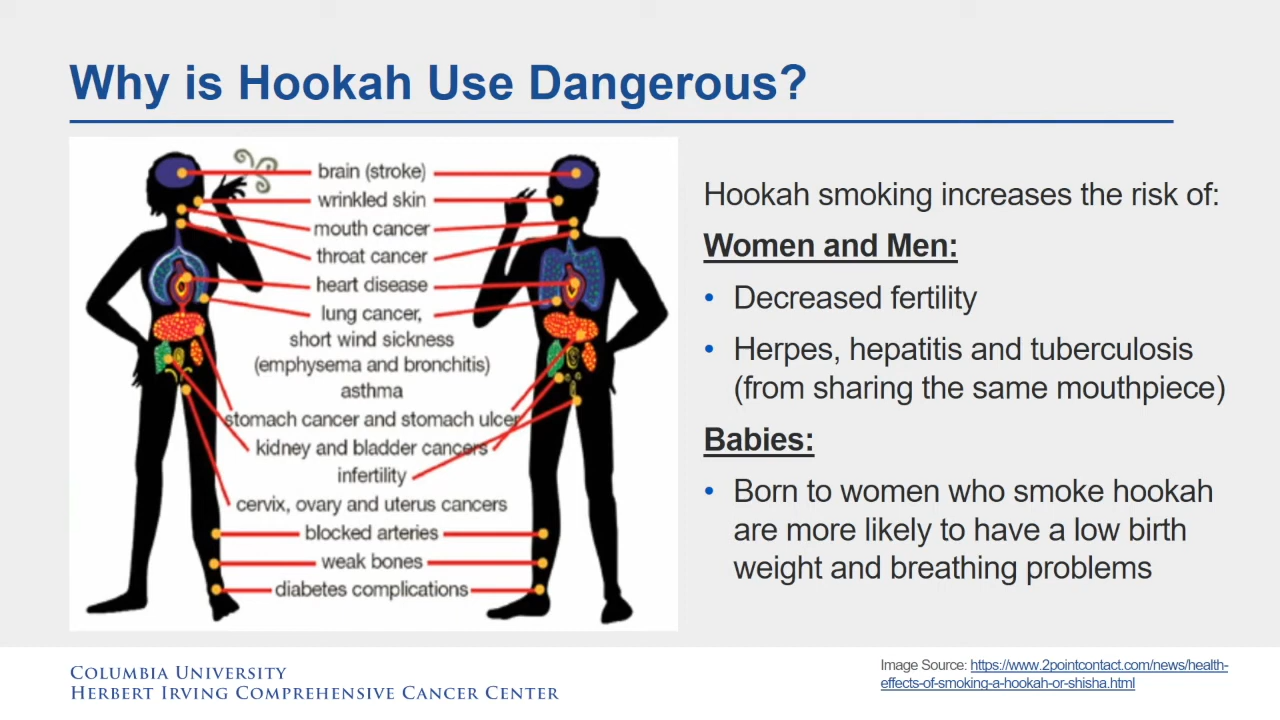 Why is Hookah Use Dangerous?
brain (stroke)
wrinkled skin
mouth cancer
throat cancer
heart disease
lung cancer,
short wind sickness
(emphysema and bronchitis)
asthma
stomach cancer and stomach ulcer
kidney and bladder cancers
infertility
cervix, ovary and uterus cancers
blocked arteries
weak bones
diabetes complications
Hookah smoking increases the risk of:
Women and Men:
• Decreased fertility
• Herpes, hepatitis and tuberculosis
(from sharing the same mouthpiece)
Babies:
• Born to women who smoke hookah
are more likely to have a low birth
weight and breathing problems
Columbia University
Herbert Irving Comprehensive Cancer Center
Image Source: https://www.2pointcontact.com/news/health-
effects-of-smoking-a-hookah-or-shisha.html